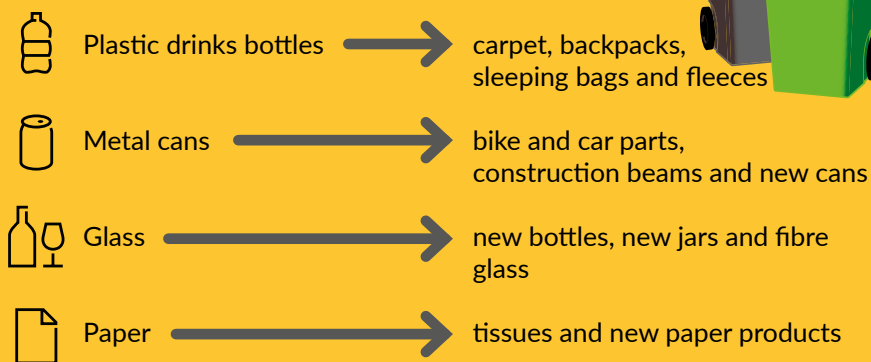 Plastic drinks bottles
carpet, backpacks,
sleeping bags and fleeces
Metal cans
bike and car parts,
construction beams and new cans
Glass
new bottles, new jars and fibre
glass
Paper
tissues and new paper products